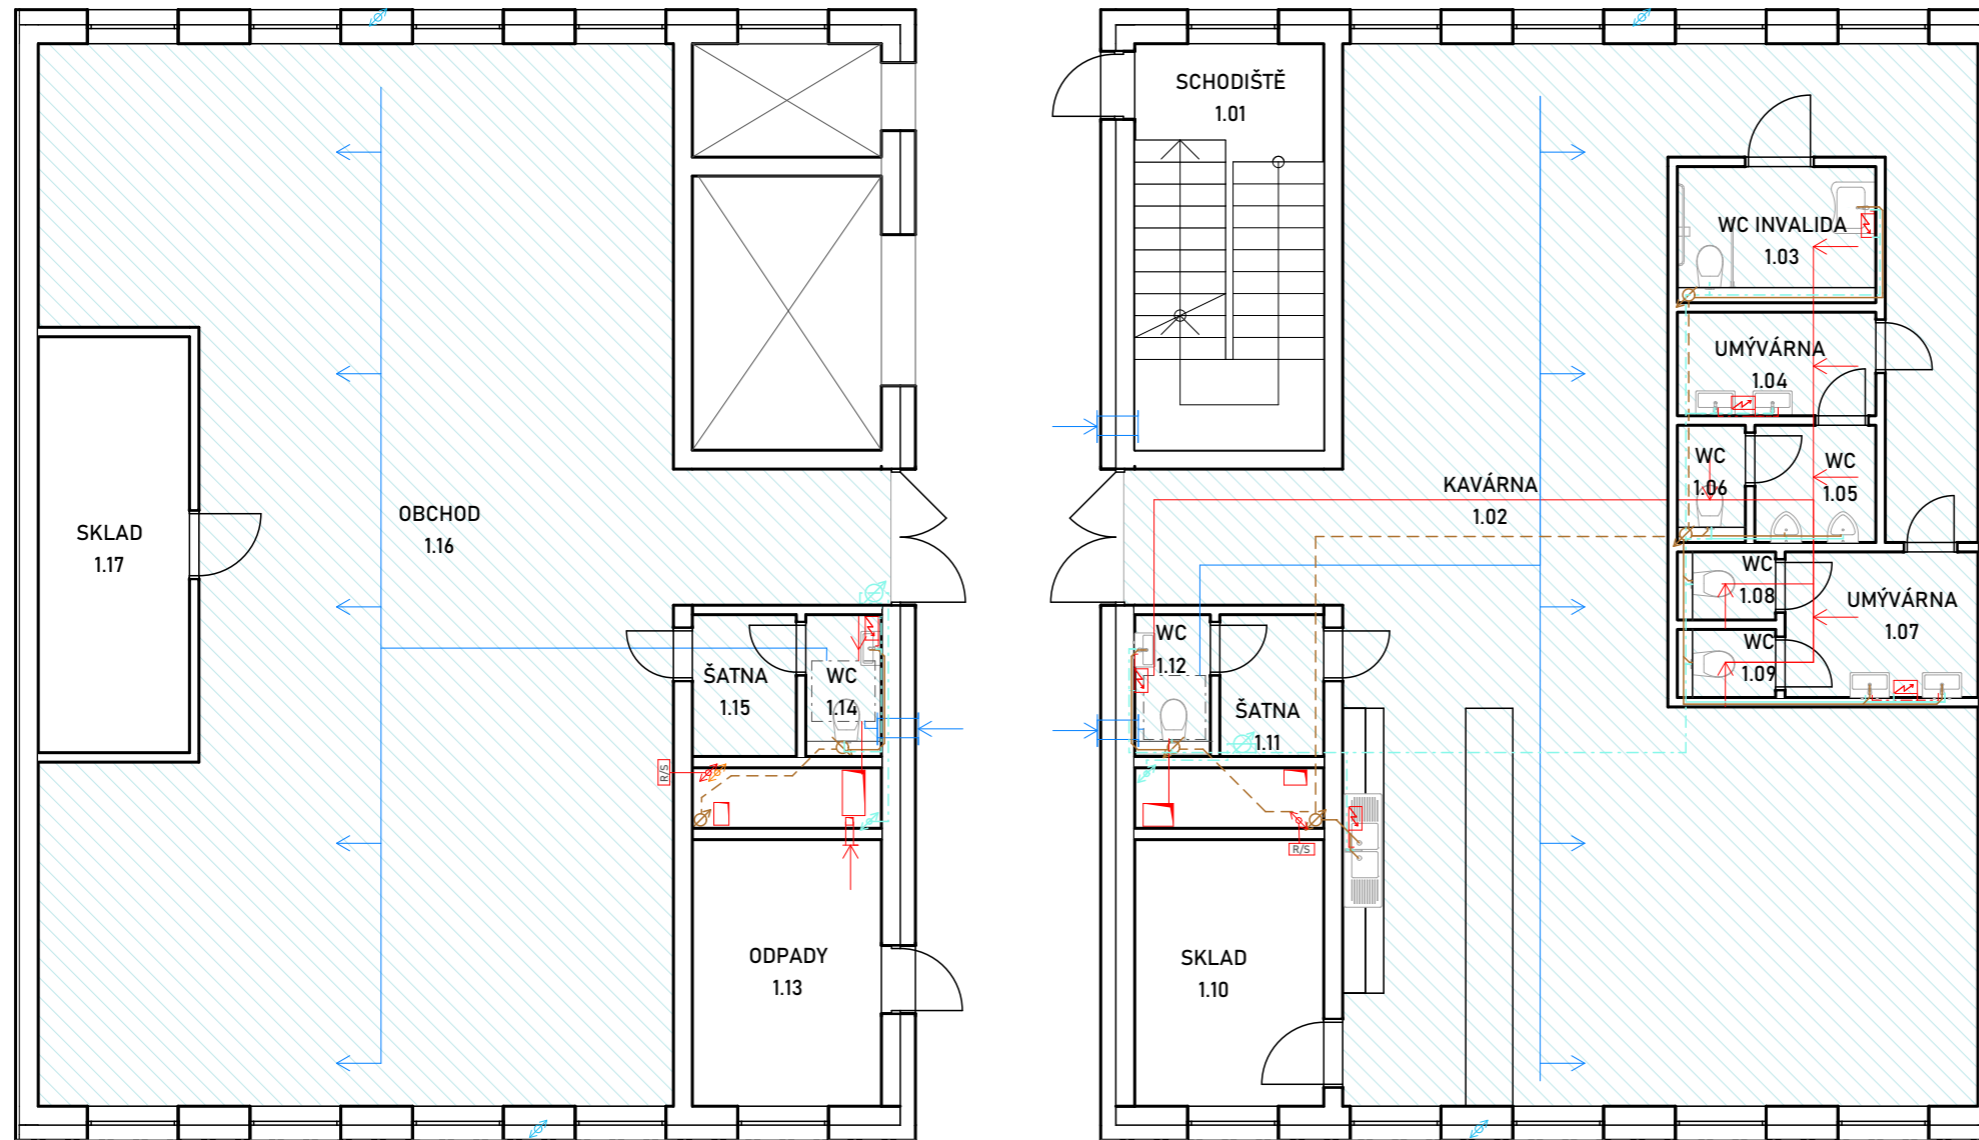 SCHODIŠTĚ
1.01
WC INVALIDA
1.03
UMÝVÁRNA
1.04
WC
1.06
WC
1.05
KAVÁRNA
1.02
OBCHOD
1.16
SKLAD
1.17
WC
1.08
UMÝVÁRNA
1.07
WC
1.09
ŠATNA
1.15
WC
1.14
WC
1.12
ŠATNA
1.11
R/S
R/S
ODPADY
1.13
SKLAD
1.10